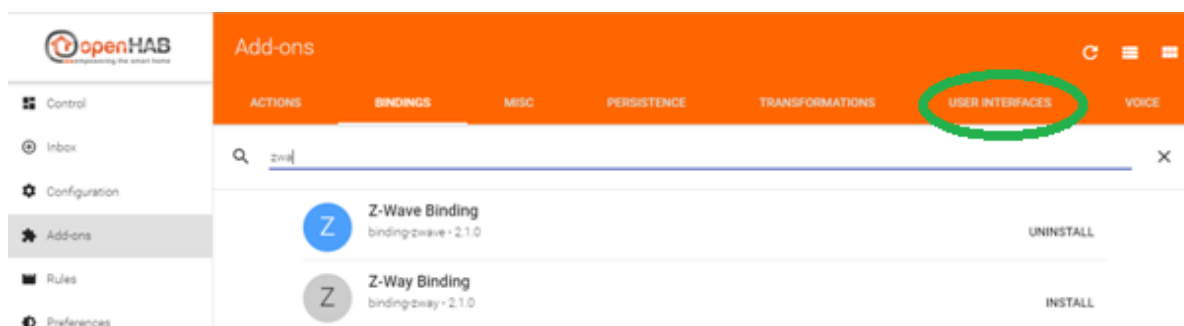 openHAB
empowering the smart home
Add-ons
Control
ACTIONS BINDINGS MISC PERSISTENCE TRANSFORMATIONS USER INTERFACES VOICE
Inbox
zwa
Configuration
Z-Wave Binding
Z
binding-zwave - 2.1.0
UNINSTALL
Add-ons
Rules
Z-Way Binding
Z
binding-zway - 2.1.0
INSTALL
Preferences